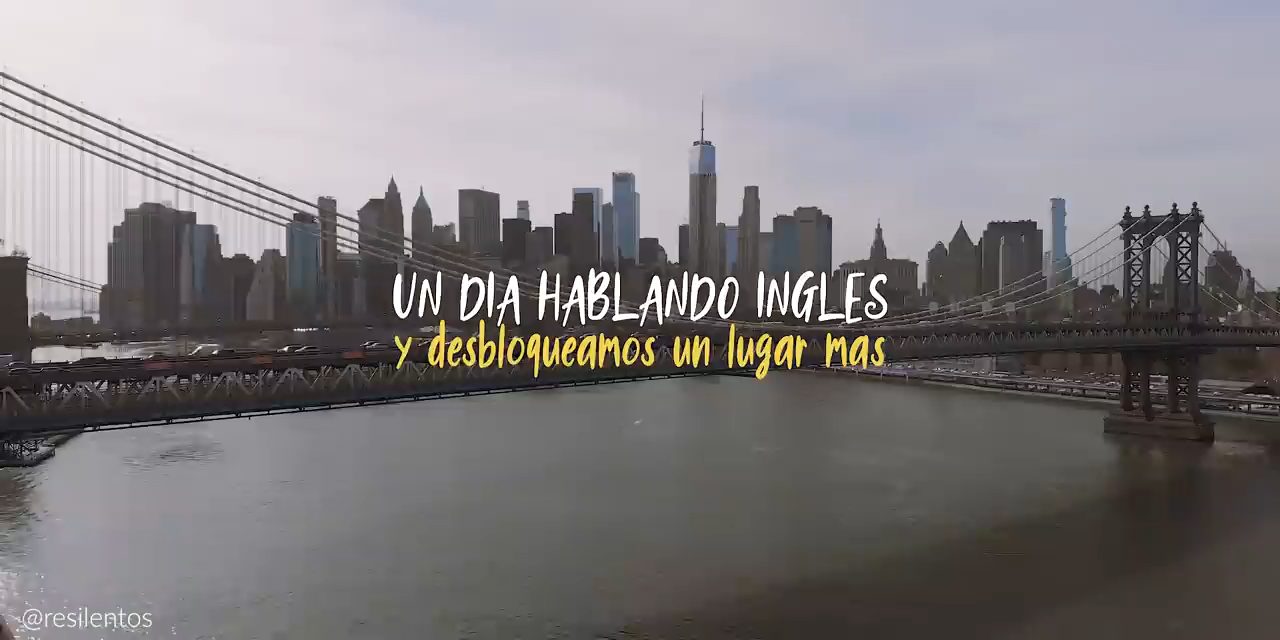 UN DIA HABLANDO INGLES
y desbloqueamos un lugar mas
@resilentos